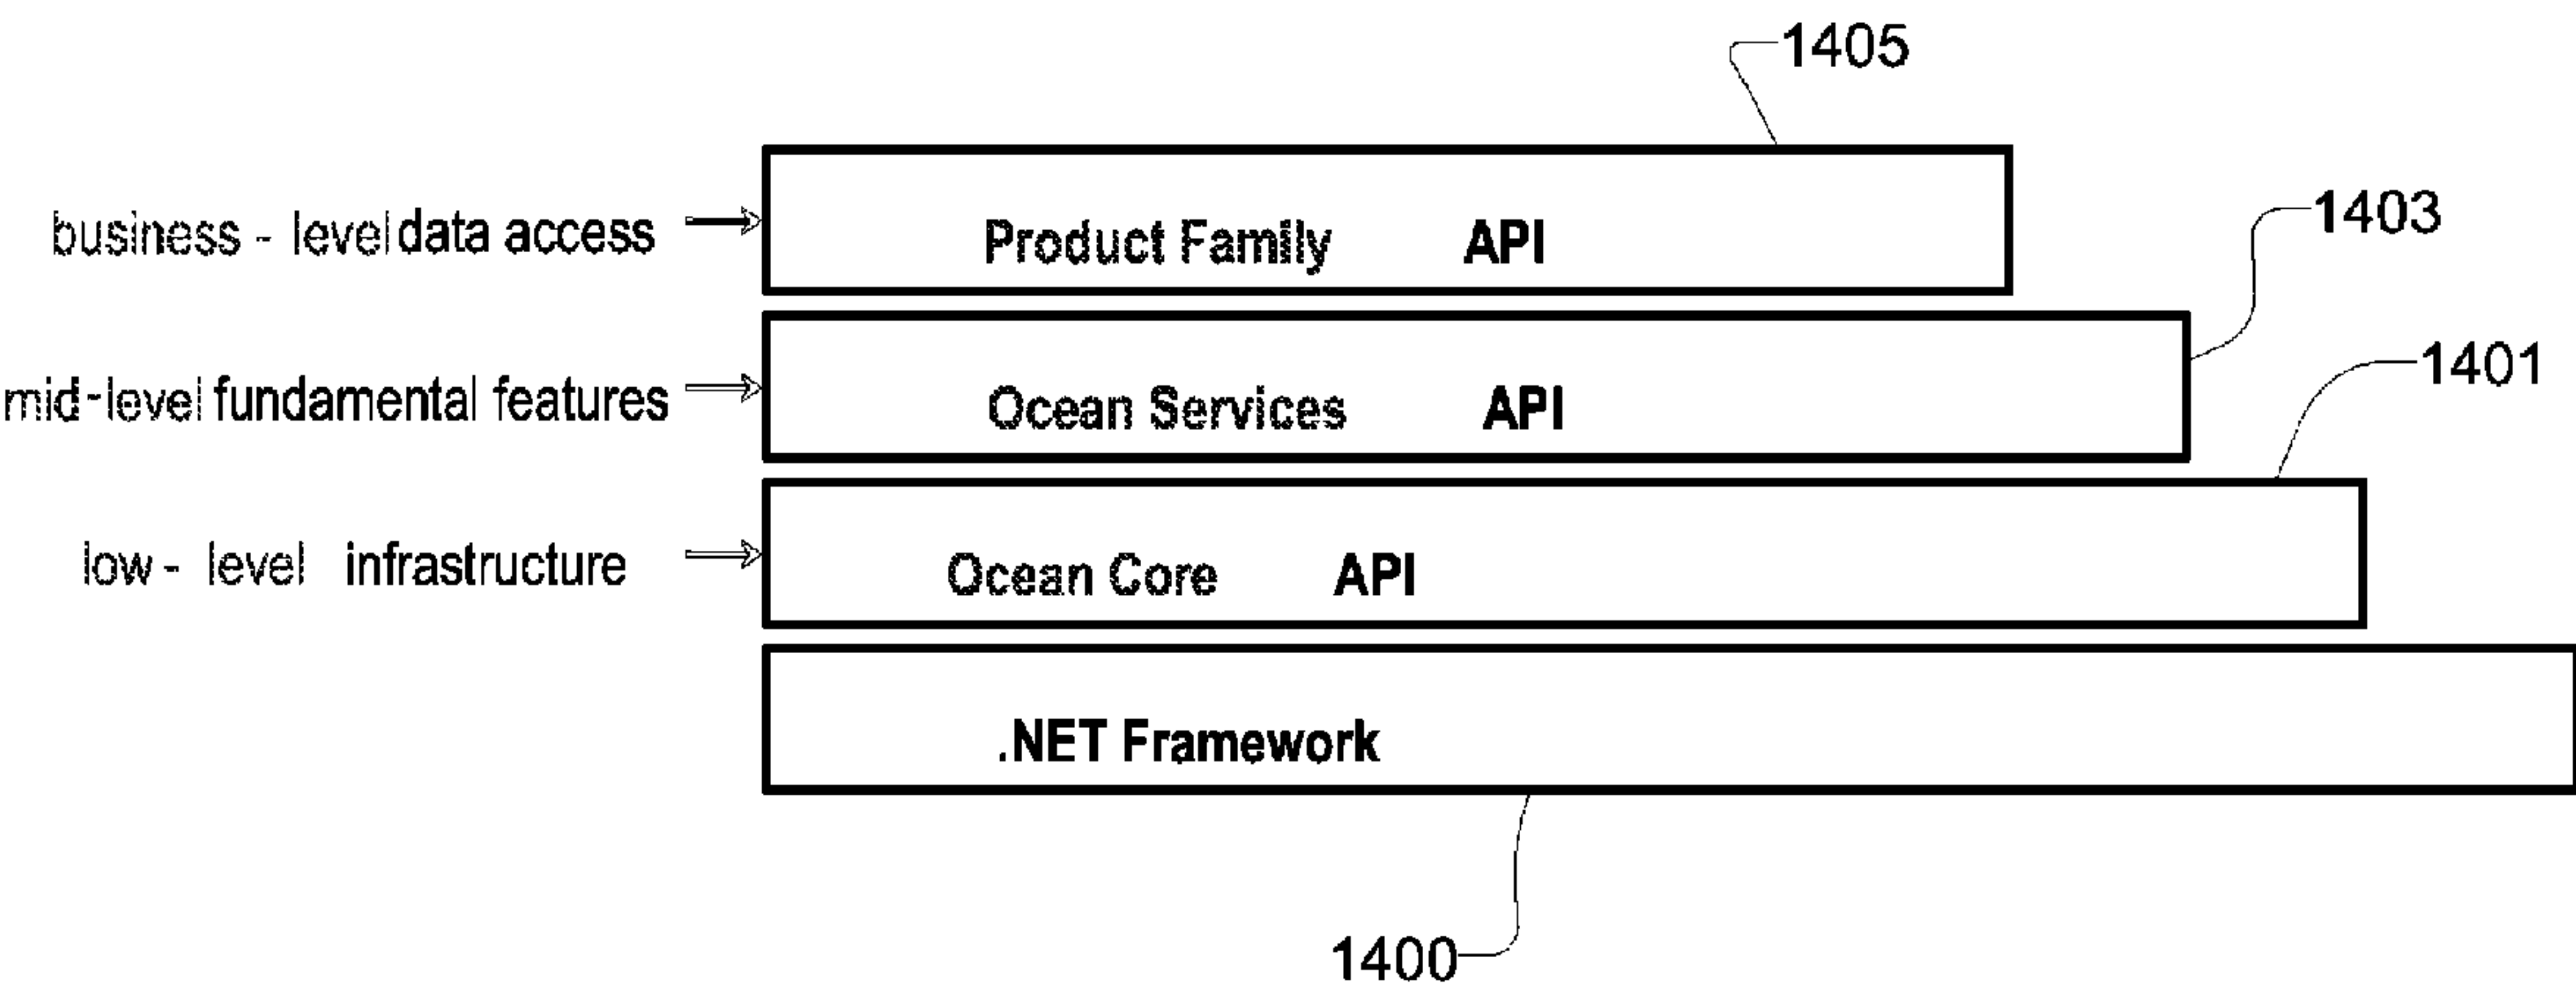 1405
business - level data access
Product Family API
1403
mid-level fundamental features
Ocean Services API
1401
low - level infrastructure
Ocean Core API
.NET Framework
1400